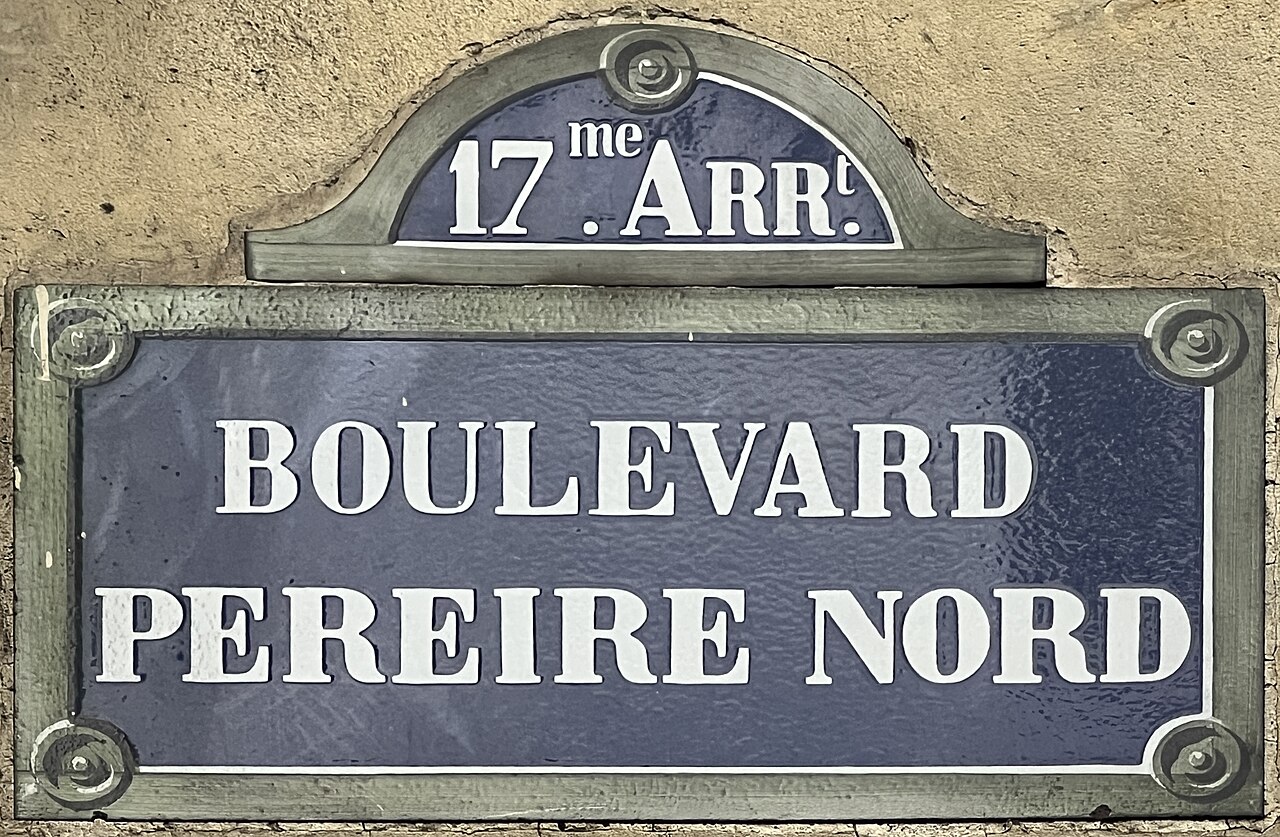 17me. ARRt.
BOULEVARD
PEREIRE NORD